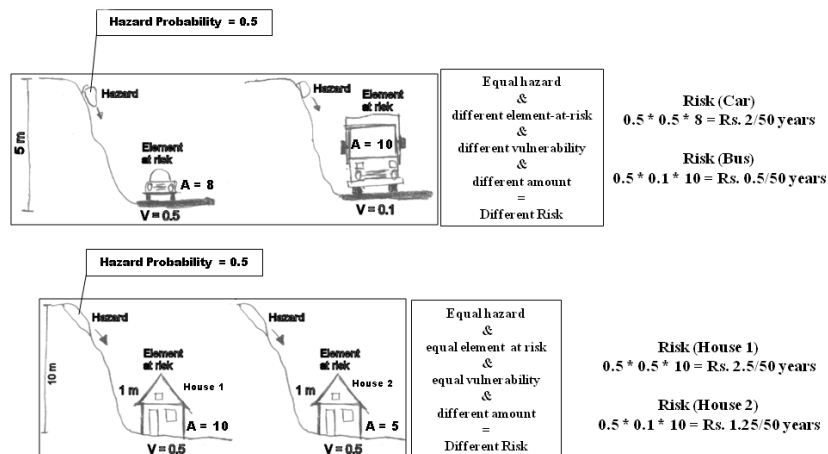 Hazard Probability = 0.5
Hazard
Element
at risk
A = 8
V = 0.5
5 m
Hazard
Element
at risk
A = 10
V = 0.1
Equal hazard
&
different element-at-risk
&
different vulnerability
&
different amount
=
Different Risk
Risk (Car)
0.5 * 0.5 * 8 = Rs. 2/50 years
Risk (Bus)
0.5 * 0.1 * 10 = Rs. 0.5/50 years
Hazard Probability = 0.5
Hazard
Element
at risk
10 m
1 m
House 1
A = 10
V = 0.5
Hazard
Element
at risk
1 m
House 2
A = 5
V = 0.5
Equal hazard
&
equal element at risk
&
equal vulnerability
&
different amount
=
Different Risk
Risk (House 1)
0.5 * 0.5 * 10 = Rs. 2.5/50 years
Risk (House 2)
0.5 * 0.1 * 10 = Rs. 1.25/50 years